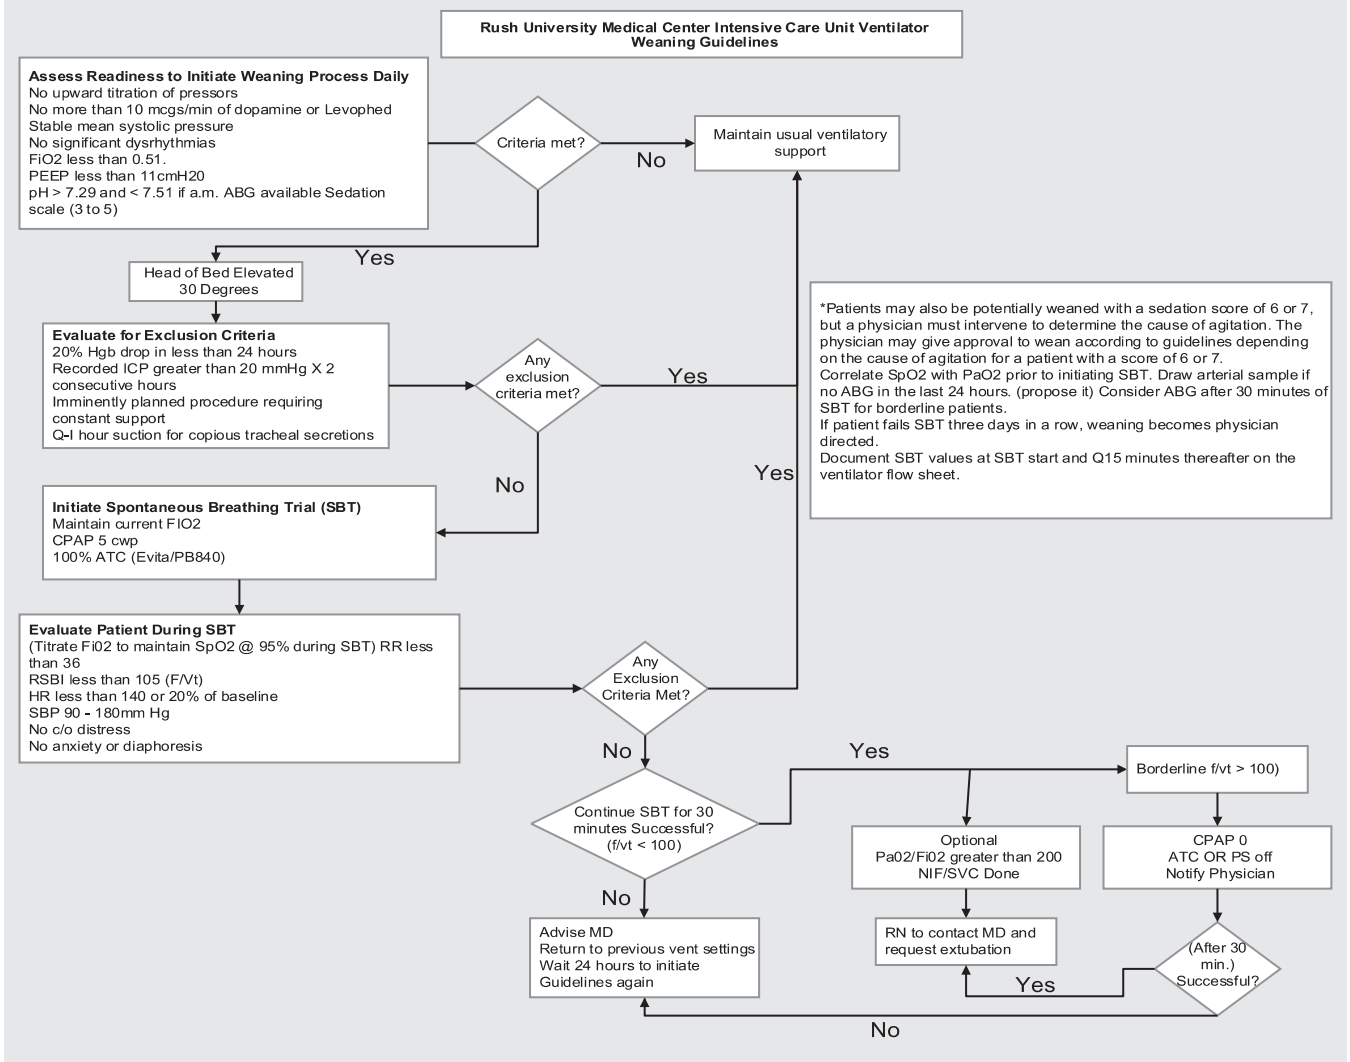 Rush University Medical Center Intensive Care Unit Ventilator
Weaning Guidelines
Assess Readiness to Initiate Weaning Process Daily
No upward titration of pressors
No more than 10 mcgs/min of dopamine or Levophed
Stable mean systolic pressure
No significant dysrhythmias
FiO2 less than 0.51.
PEEP less than 11cmH20
pH > 7.29 and < 7.51 if a.m. ABG available Sedation
scale (3 to 5)
Criteria met?
No
Maintain usual ventilatory
support
Yes
Head of Bed Elevated
30 Degrees
Evaluate for Exclusion Criteria
20% Hgb drop in less than 24 hours
Recorded ICP greater than 20 mmHg X 2
consecutive hours
Imminently planned procedure requiring
constant support
Q-I hour suction for copious tracheal secretions
Any
exclusion
criteria met?
Yes
No
*Patients may also be potentially weaned with a sedation score of 6 or 7,
but a physician must intervene to determine the cause of agitation. The
physician may give approval to wean according to guidelines depending
on the cause of agitation for a patient with a score of 6 or 7.
Correlate SpO2 with PaO2 prior to initiating SBT. Draw arterial sample if
no ABG in the last 24 hours. (propose it) Consider ABG after 30 minutes of
SBT for borderline patients.
If patient fails SBT three days in a row, weaning becomes physician
directed.
Document SBT values at SBT start and Q15 minutes thereafter on the
ventilator flow sheet.
Initiate Spontaneous Breathing Trial (SBT)
Maintain current FIO2
CPAP 5 cwp
100% ATC (Evita/PB840)
Evaluate Patient During SBT
(Titrate Fi02 to maintain SpO2 @ 95% during SBT) RR less
than 36
RSBI less than 105 (F/Vt)
HR less than 140 or 20% of baseline
SBP 90 - 180mm Hg
No c/o distress
No anxiety or diaphoresis
Any
Exclusion
Criteria Met?
Yes
No
Continue SBT for 30
minutes Successful?
(f/vt < 100)
Yes
No
Advise MD
Return to previous vent settings
Wait 24 hours to initiate
Guidelines again
Optional
Pa02/Fi02 greater than 200
NIF/SVC Done
RN to contact MD and
request extubation
Borderline f/vt > 100)
CPAP 0
ATC OR PS off
Notify Physician
(After 30
min.)
Successful?
Yes
No